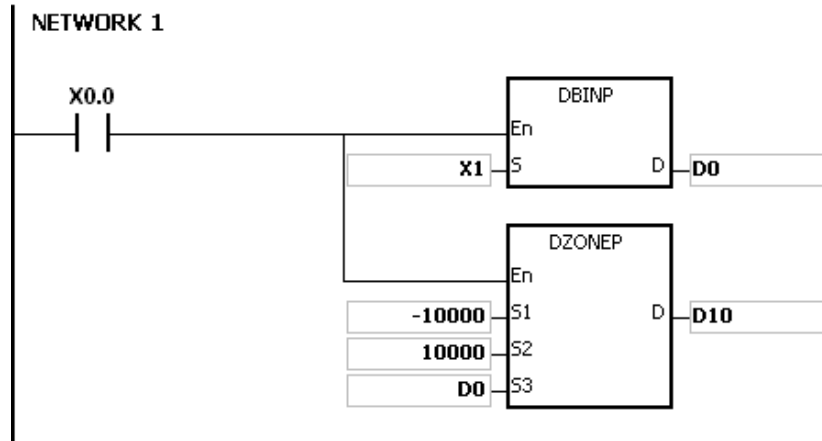 NETWORK 1
X0.0
DBINP
En
X1 S D D0
DZONEP
En
-10000 S1 D D10
10000 S2
D0 S3